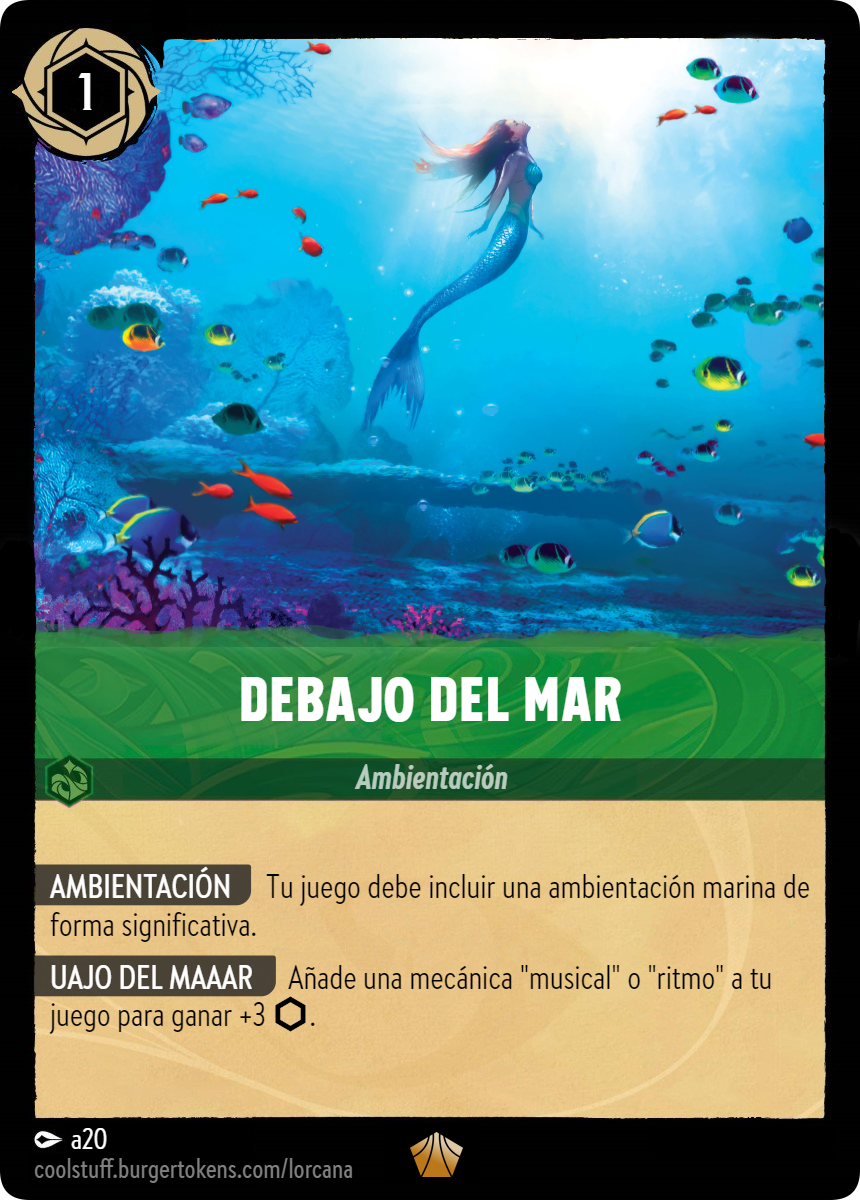 1
DEBAJO DEL MAR
Ambientación
AMBIENTACIÓN Tu juego debe incluir una ambientación marina de
forma significativa.
UAJO DEL MAAAR Añade una mecánica "musical" o "ritmo" a tu
juego para ganar +3 .
a20
coolstuff.burgertokens.com/lorcana